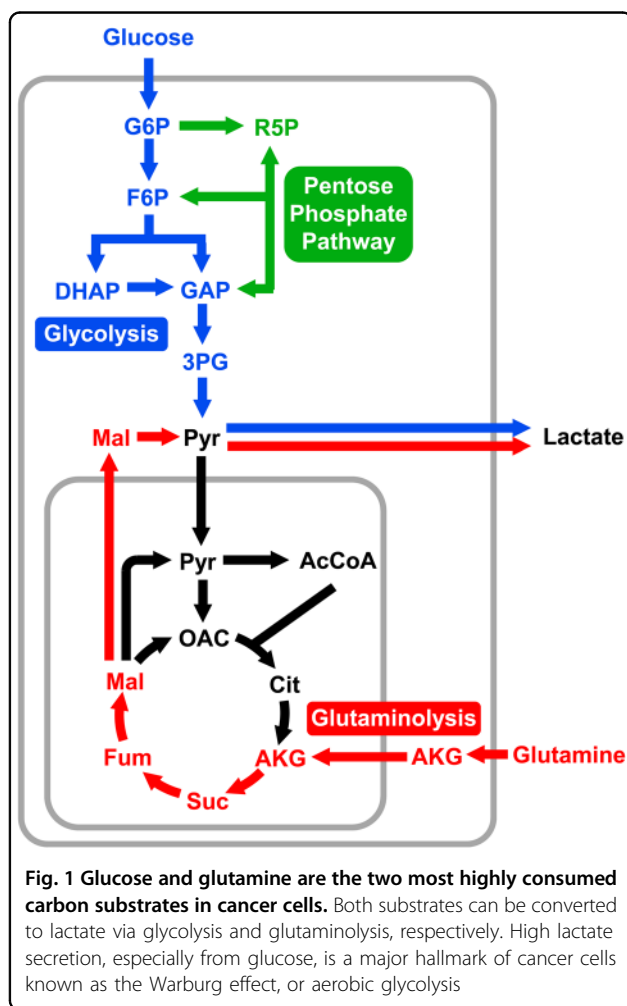 Glucose
G6P R5P
F6P
Pentose
Phosphate
Pathway
DHAP GAP
Glycolysis
3PG
Mal Pyr Lactate
Pyr AcCoA
OAC
Mal Cit
Glutaminolysis
Fum AKG AKG Glutamine
Suc
Fig. 1 Glucose and glutamine are the two most highly consumed
carbon substrates in cancer cells. Both substrates can be converted
to lactate via glycolysis and glutaminolysis, respectively. High lactate
secretion, especially from glucose, is a major hallmark of cancer cells
known as the Warburg effect, or aerobic glycolysis